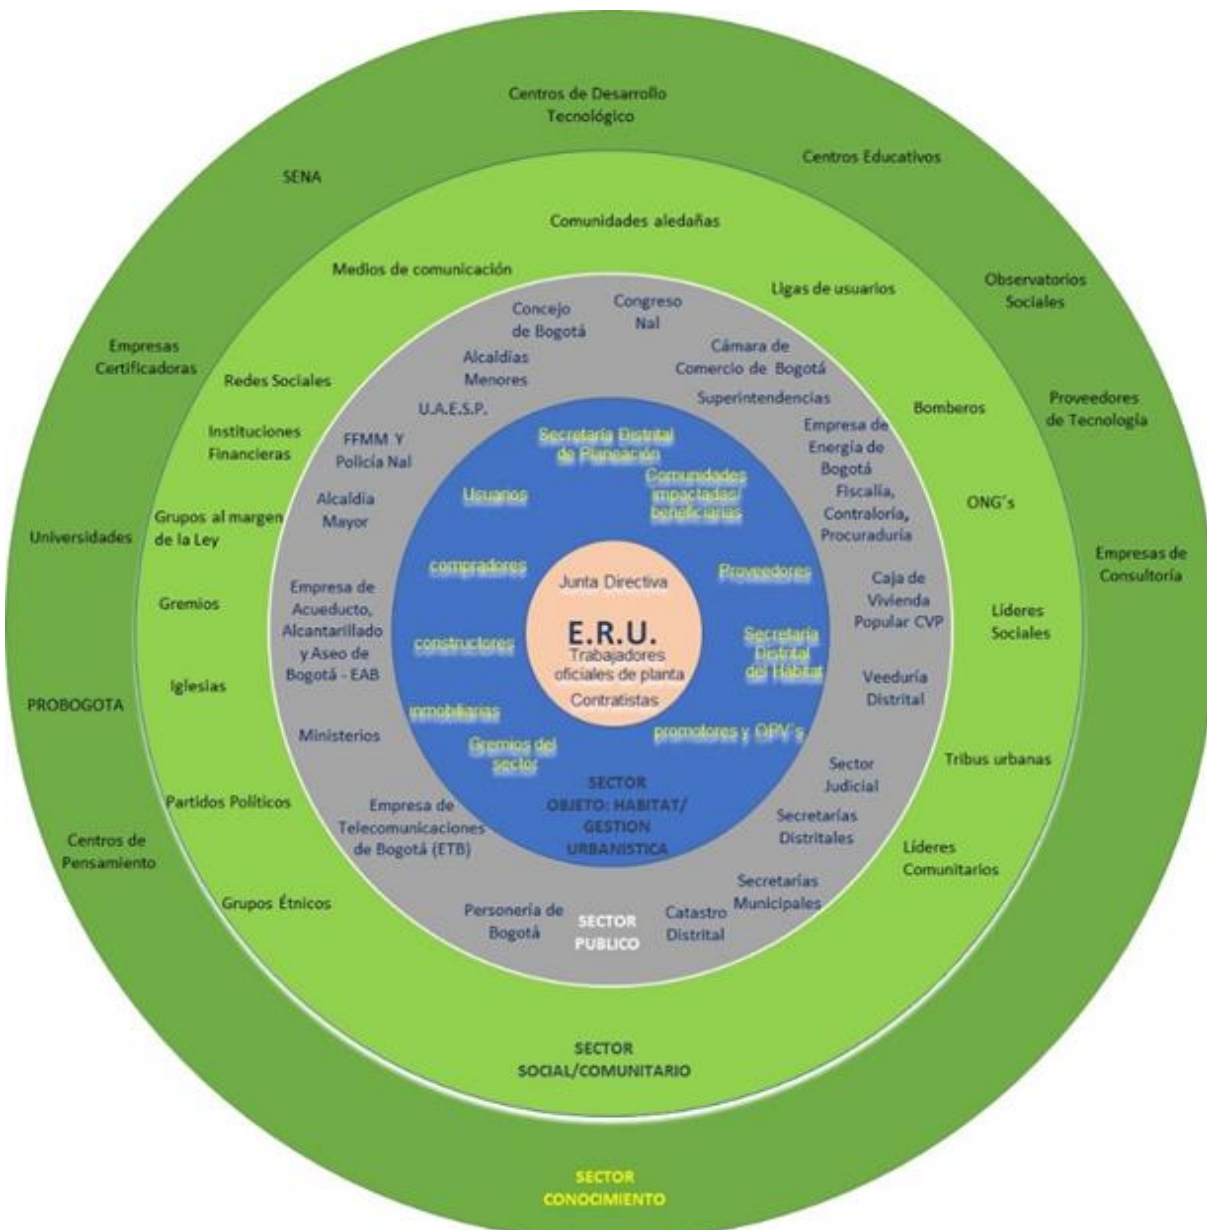 Centros de Desarrollo
Tecnológico
Centros Educativos
SENA
Observatorios
Sociales
Empresas
Certificadoras
Proveedores
de Tecnología
Universidades
Empresas de
Consultoría
PROBOGOTA
Centros de
Pensamiento
SECTOR
CONOCIMIENTO
Comunidades aledañas
Medios de comunicación
Ligas de usuarios
Redes Sociales
Bomberos
Instituciones
Financieras
ONG´s
Grupos al margen
de la Ley
Gremios
Líderes
Sociales
Iglesias
Tribus urbanas
Partidos Políticos
Líderes
Comunitarios
Grupos Étnicos
SECTOR
SOCIAL/COMUNITARIO
Concejo
de Bogotá
Congreso
Nal
Alcaldías
Menores
Cámara de
Comercio de Bogotá
U.A.E.S.P.
Superintendencias
FFMM Y
Policía Nal
Empresa de
Energía de
Bogotá
Fiscalía,
Contraloría,
Procuraduría
Alcaldía
Mayor
Empresa de
Acueducto,
Alcantarillado
y Aseo de
Bogotá - EAB
Caja de
Vivienda
Popular CVP
Veeduría
Distrital
Ministerios
Sector
Judicial
Empresa de
Telecomunicaciones
de Bogotá (ETB)
Secretarías
Distritales
Secretarías
Municipales
Personería de
Bogotá
Catastro
Distrital
SECTOR
PUBLICO
Secretaría Distrital
de Planeación
Usuarios
Comunidades
impactadas/
beneficiarias
compradores
Proveedores
constructores
Secretaría
Distrital
del Hábitat
inmobiliarias
promotores y OPV´s
Gremios del
sector
SECTOR
OBJETO: HABITAT/
GESTION
URBANISTICA
Junta Directiva
E.R.U.
Trabajadores
oficiales de planta
Contratistas